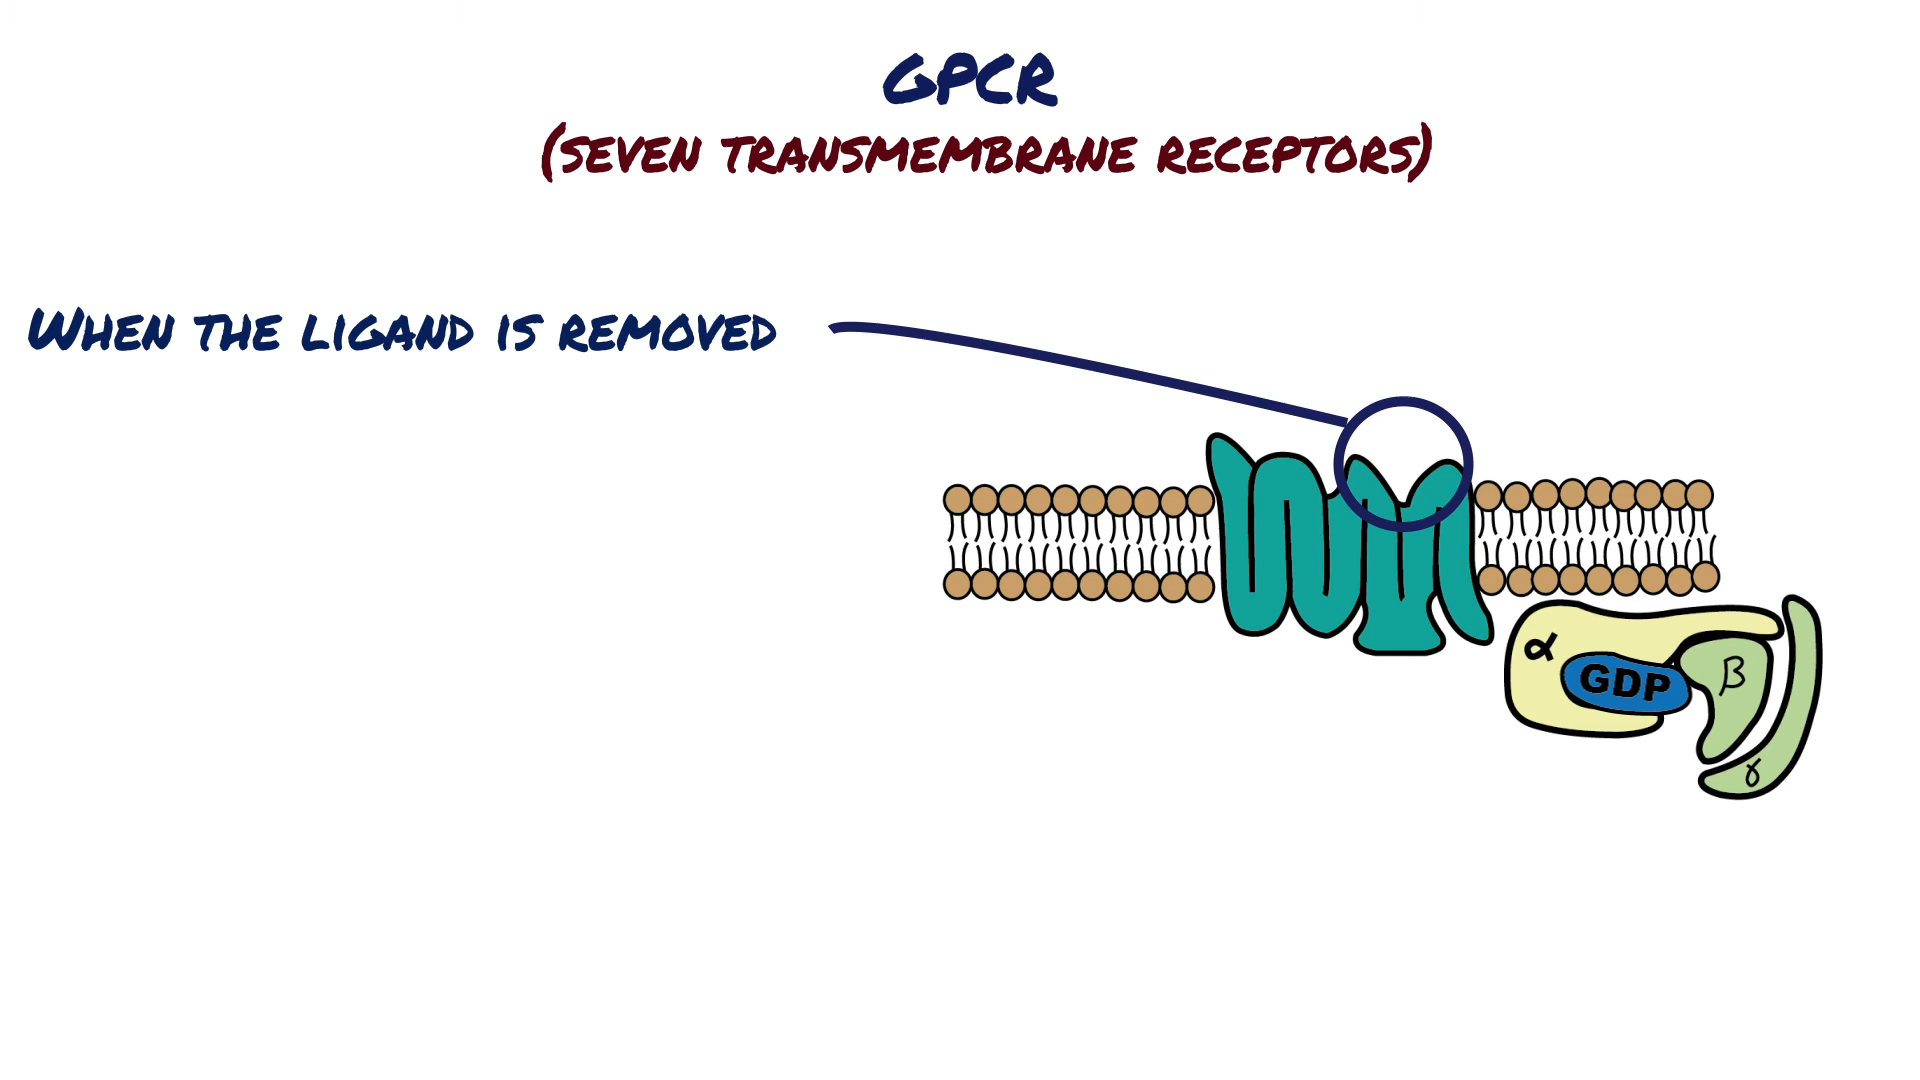 GPCR
(SEVEN TRANSMEMBRANE RECEPTORS)
WHEN THE LIGAND IS REMOVED
α
GDP
β
γ